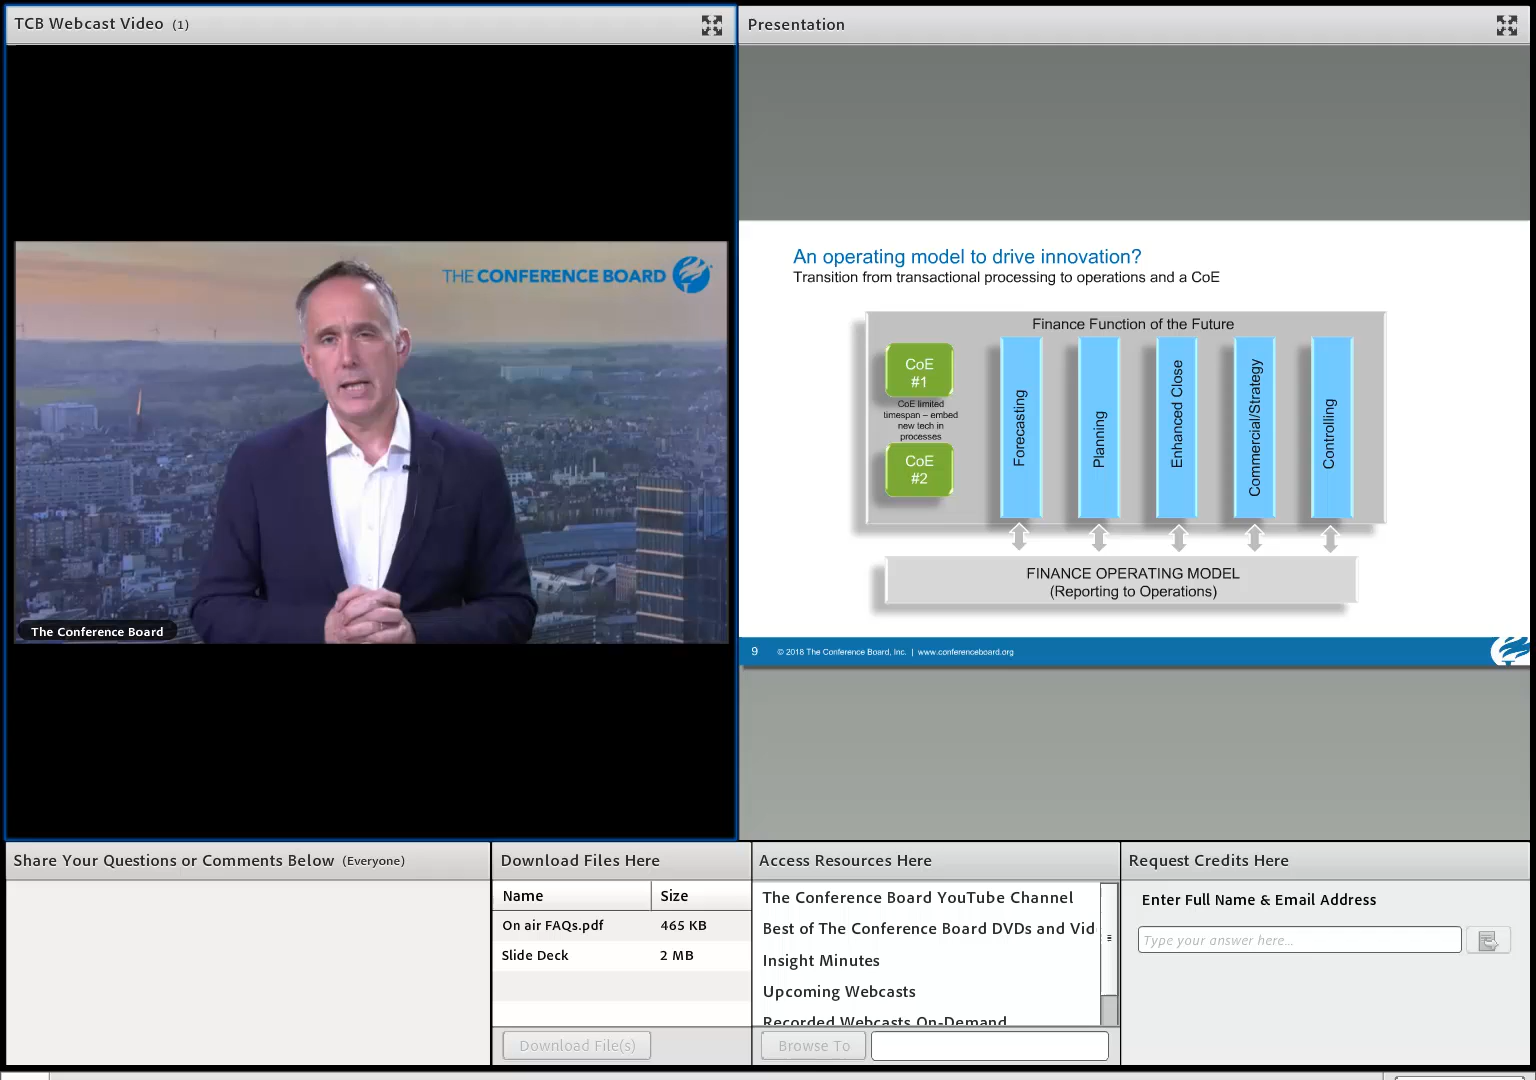 TCB Webcast Video (1)
THE CONFERENCE BOARD
The Conference Board
Presentation
An operating model to drive innovation?
Transition from transactional processing to operations and a CoE
Finance Function of the Future
CoE
#1
CoE limited
timespan – embed
new tech in
processes
CoE
#2
Forecasting
Planning
Enhanced Close
Commercial/Strategy
Controlling
FINANCE OPERATING MODEL
(Reporting to Operations)
9 © 2018 The Conference Board, Inc. | www.conferenceboard.org
Share Your Questions or Comments Below (Everyone)
Download Files Here
Name Size
On air FAQs.pdf 465 KB
Slide Deck 2 MB
Download File(s)
Access Resources Here
The Conference Board YouTube Channel
Best of The Conference Board DVDs and Vid
Insight Minutes
Upcoming Webcasts
Recorded Webcasts On-Demand
Browse To
Request Credits Here
Enter Full Name & Email Address
Type your answer here...